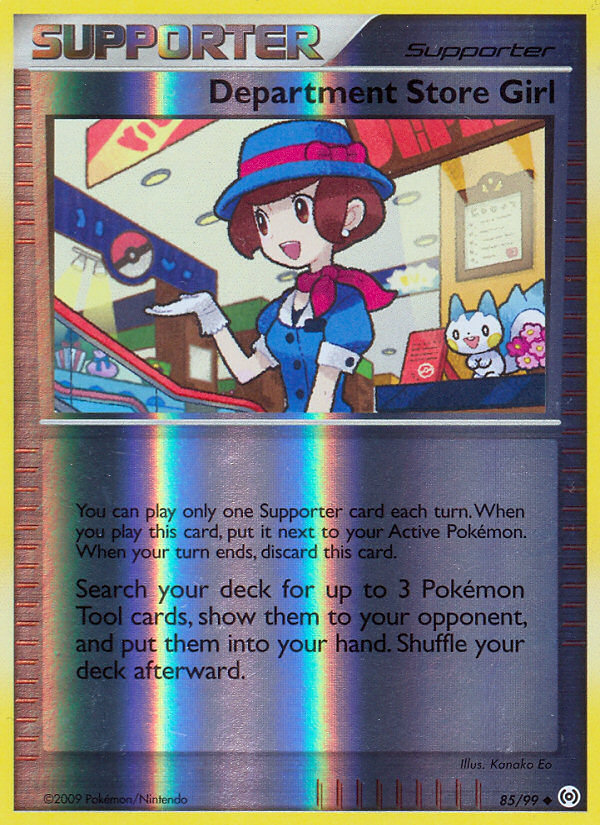 SUPPORTER
Supporter
Department Store Girl
You can play only one Supporter card each turn. When
you play this card, put it next to your Active Pokémon.
When your turn ends, discard this card.
Search your deck for up to 3 Pokémon
Tool cards, show them to your opponent,
and put them into your hand. Shuffle your
deck afterward.
Illus. Kanako Eo
©2009 Pokémon/Nintendo
85/99